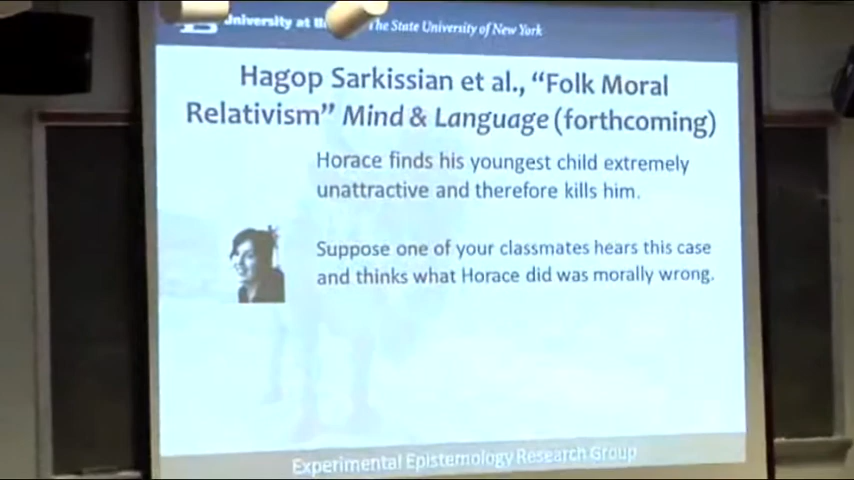 University at
The State University of New York
Hagop Sarkissian et al., “Folk Moral
Relativism” Mind & Language (forthcoming)
Horace finds his youngest child extremely
unattractive and therefore kills him.
Suppose one of your classmates hears this case
and thinks what Horace did was morally wrong.
Experimental Epistemology Research Group